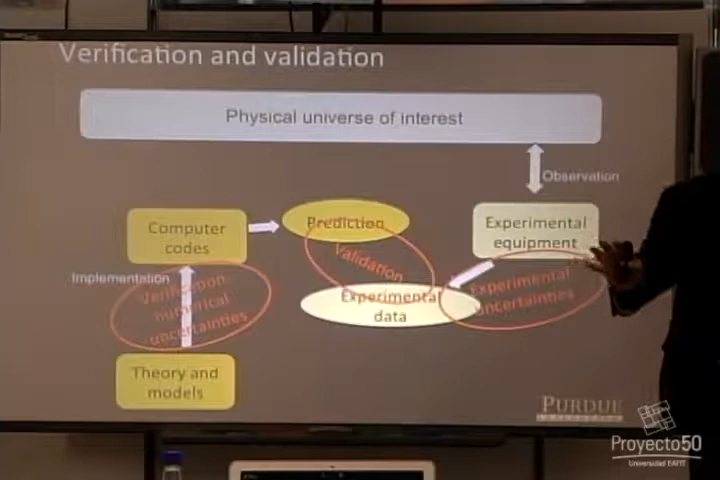 Verification and validation
Physical universe of interest
Observation
Computer
codes
Prediction
Experimental
equipment
Implementation
Validation
Verification
numerical
uncertainties
Experimental
data
Experimental
uncertainties
Theory and
models
PURDUE
Proyecto50
Universidad EAFIT